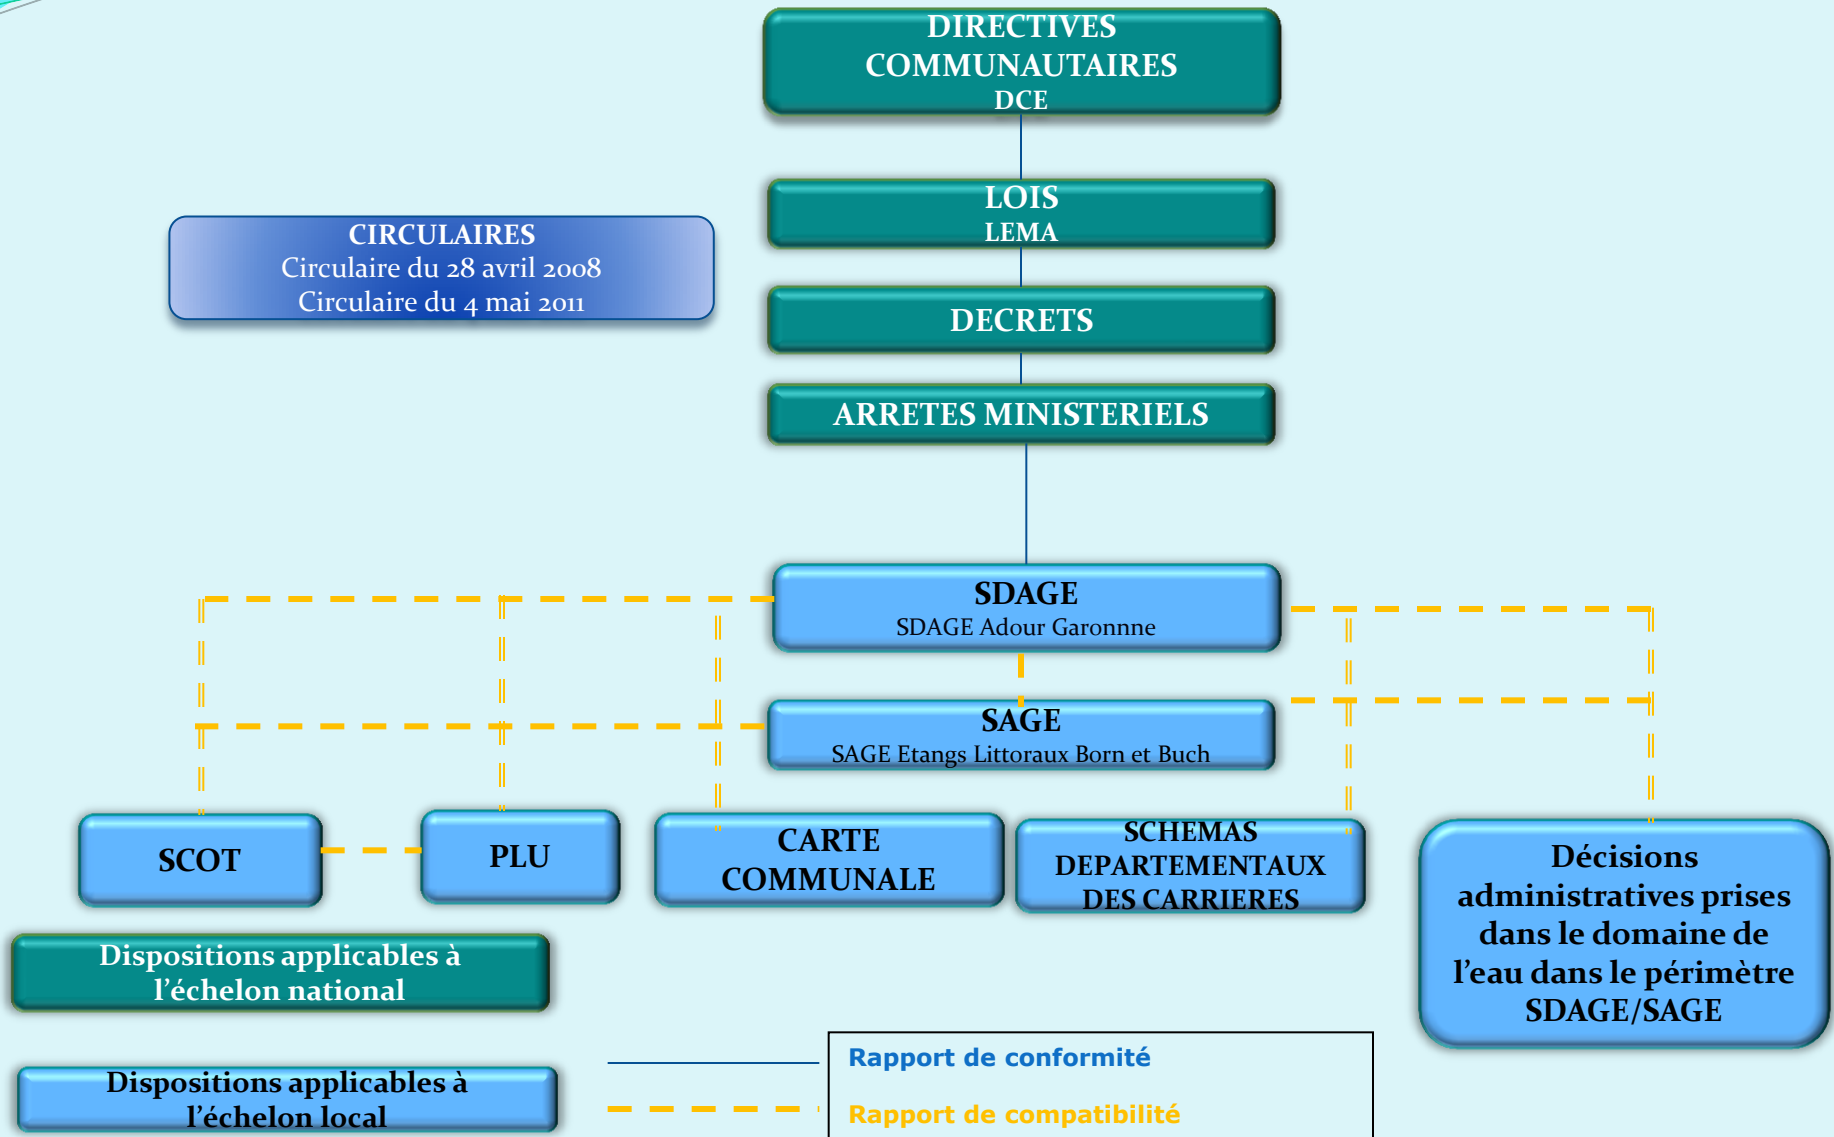 DIRECTIVES
COMMUNAUTAIRES
DCE
LOIS
LEMA
CIRCULAIRES
Circulaire du 28 avril 2008
Circulaire du 4 mai 2011
DECRETS
ARRETES MINISTERIELS
SDAGE
SDAGE Adour Garonnne
SAGE
SAGE Etangs Littoraux Born et Buch
SCOT
PLU
CARTE
COMMUNALE
SCHEMAS
DEPARTEMENTAUX
DES CARRIERES
Décisions
administratives prises
dans le domaine de
l’eau dans le périmètre
SDAGE/SAGE
Dispositions applicables à
l’échelon national
Dispositions applicables à
l’échelon local
Rapport de conformité
Rapport de compatibilité